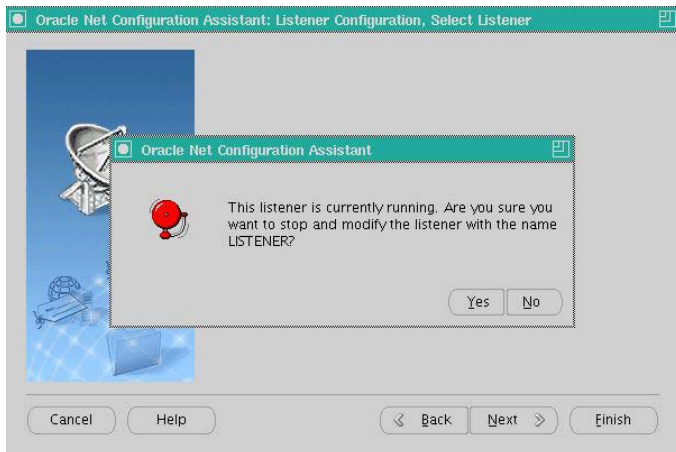 Oracle Net Configuration Assistant: Listener Configuration, Select Listener
Oracle Net Configuration Assistant
This listener is currently running. Are you sure you
want to stop and modify the listener with the name
LISTENER?
Yes No
Cancel Help Back Next Finish